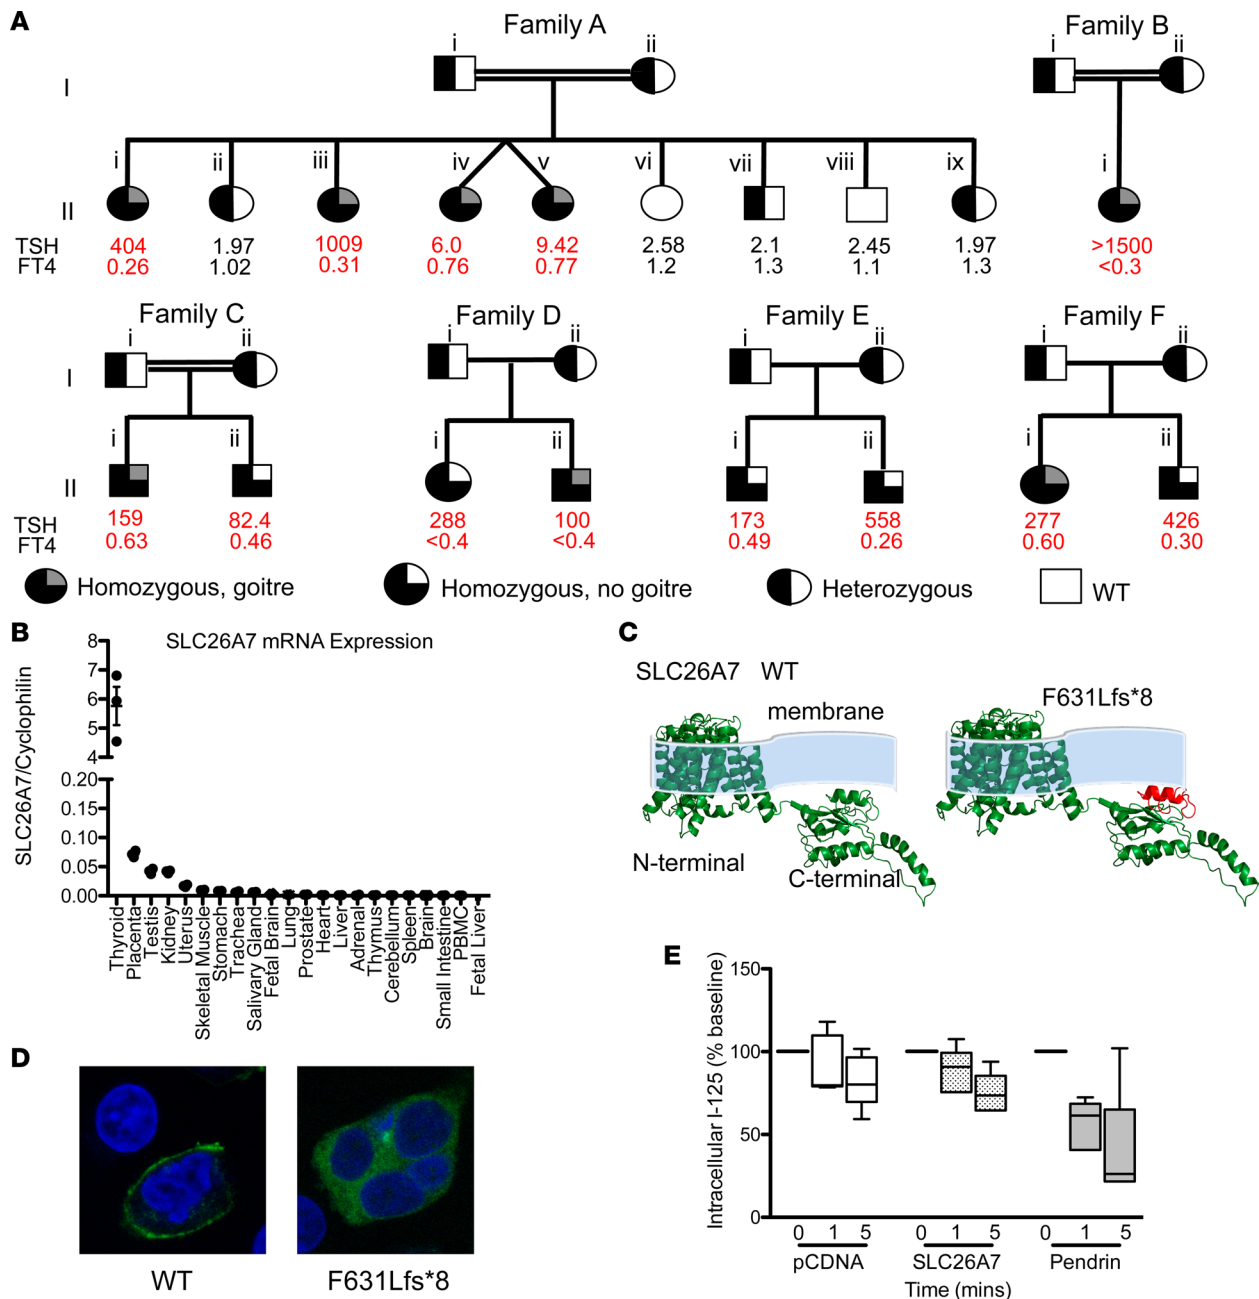 A
Family A
Family B
i
ii
i
ii
I
i
ii
iii
iv
v
vi
vii
viii
ix
i
II
TSH
404
1.97
1009
6.0
9.42
2.58
2.1
2.45
1.97
>1500
FT4
0.26
1.02
0.31
0.76
0.77
1.2
1.3
1.1
1.3
<0.3
Family C
Family D
Family E
Family F
i
ii
i
ii
i
ii
i
ii
I
i
ii
i
ii
i
ii
i
ii
II
TSH
159
82.4
288
100
173
558
277
426
FT4
0.63
0.46
<0.4
<0.4
0.49
0.26
0.60
0.30
Homozygous, goitre
Homozygous, no goitre
Heterozygous
WT
B
SLC26A7 mRNA Expression
SLC26A7/Cyclophilin
8
7
6
5
4
0.20
0.15
0.10
0.05
0.00
Thyroid
Placenta
Testis
Kidney
Uterus
Skeletal Muscle
Stomach
Trachea
Salivary Gland
Fetal Brain
Lung
Prostate
Heart
Liver
Adrenal
Thymus
Cerebellum
Spleen
Brain
Small Intestine
PBMC
Fetal Liver
C
SLC26A7 WT
F631Lfs*8
membrane
N-terminal
C-terminal
D
WT
F631Lfs*8
E
Intracellular I-125 (% baseline)
150
100
50
0
0 1 5
0 1 5
0 1 5
pCDNA
SLC26A7
Pendrin
Time (mins)